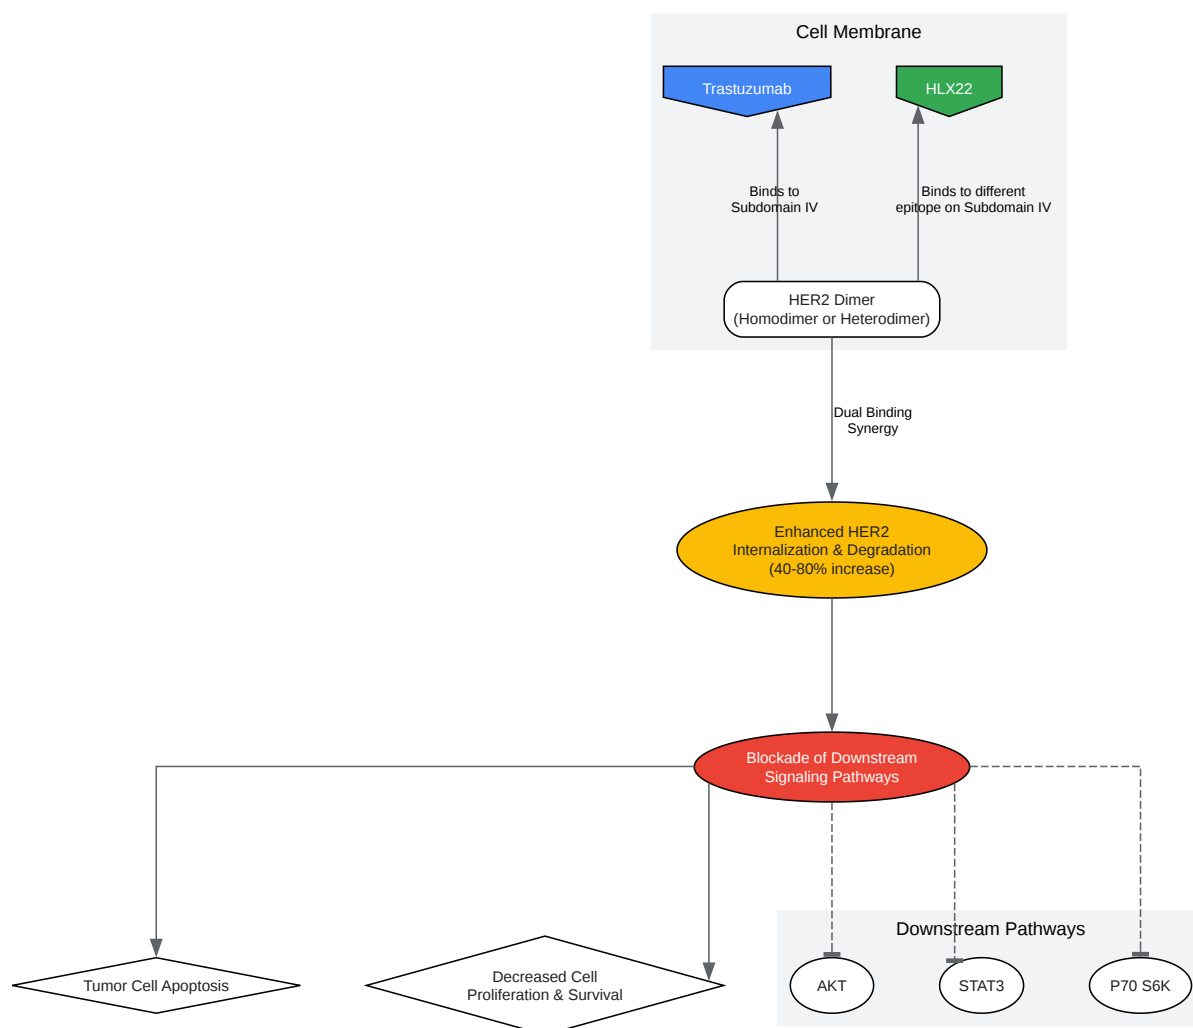 Cell Membrane
Trastuzumab
HLX22
Binds to
Subdomain IV
Binds to different
epitope on Subdomain IV
HER2 Dimer
(Homodimer or Heterodimer)
Dual Binding
Synergy
Enhanced HER2
Internalization & Degradation
(40-80% increase)
Blockade of Downstream
Signaling Pathways
Downstream Pathways
Tumor Cell Apoptosis
Decreased Cell
Proliferation & Survival
AKT
STAT3
P70 S6K